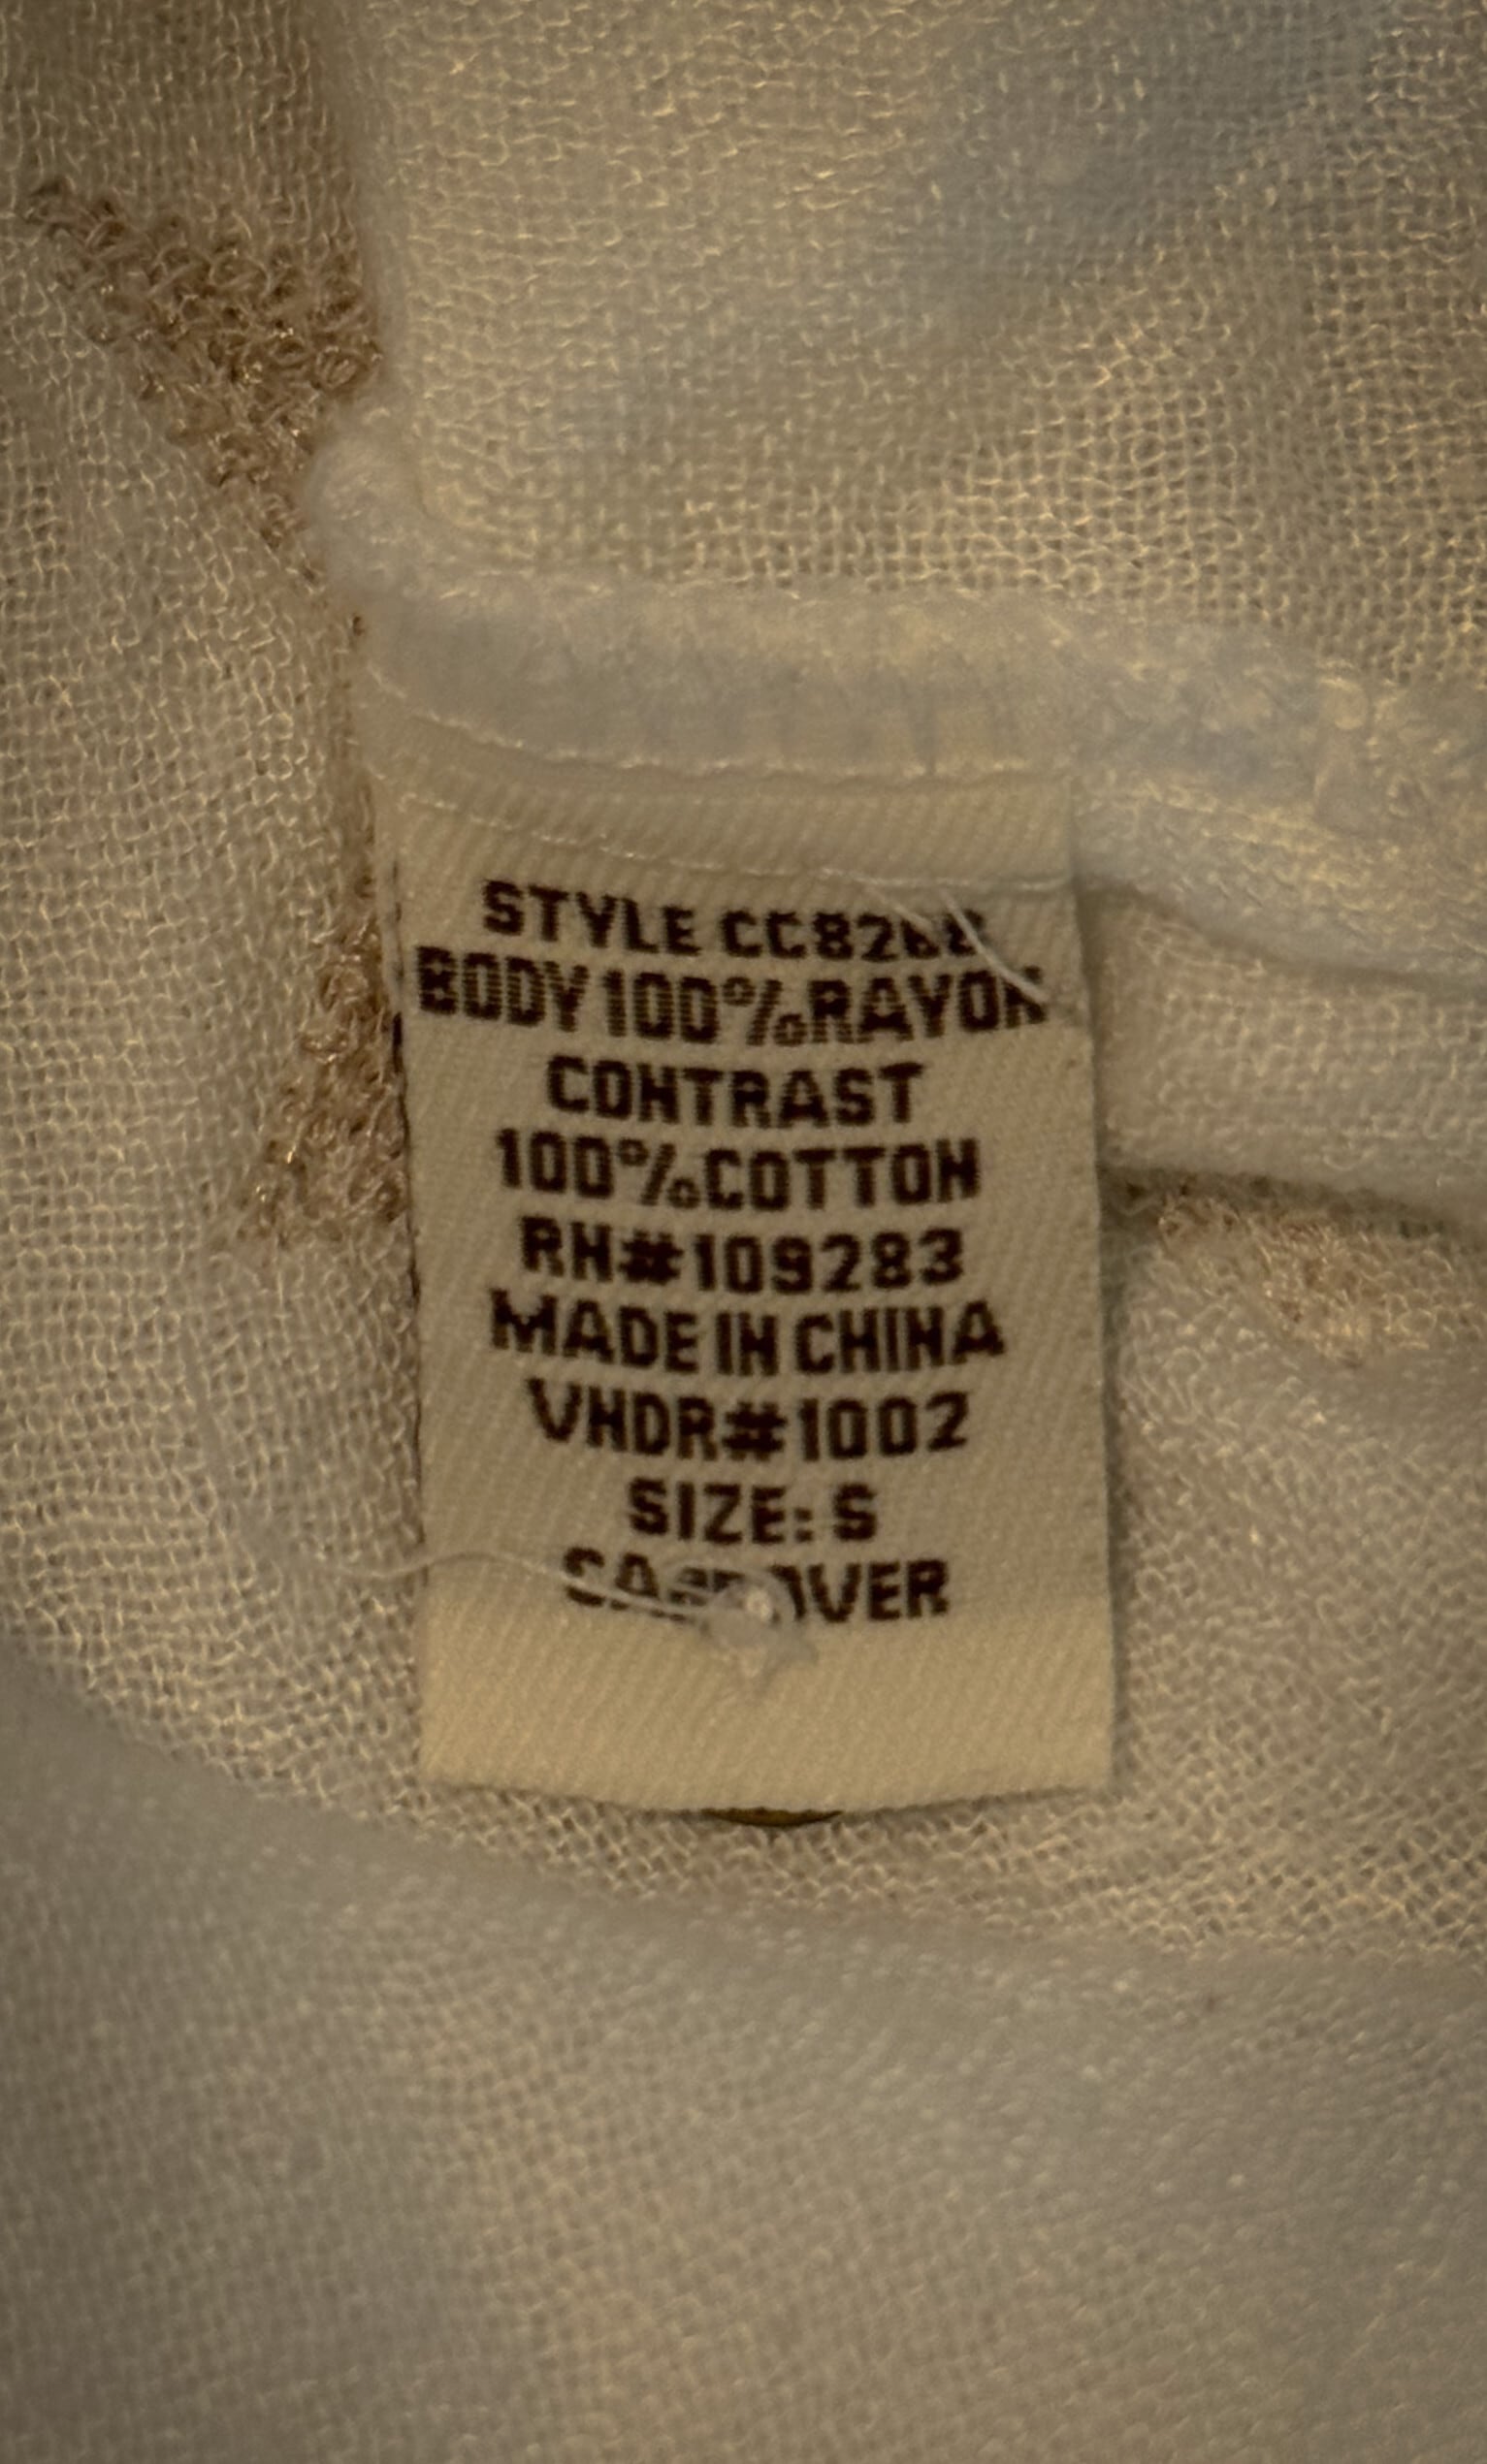 STYLE
BODY 100%RAYON
CONTRAST
100%COTTON
RN#109283
MADE IN CHINA
VNDR#1002
SIZE: S